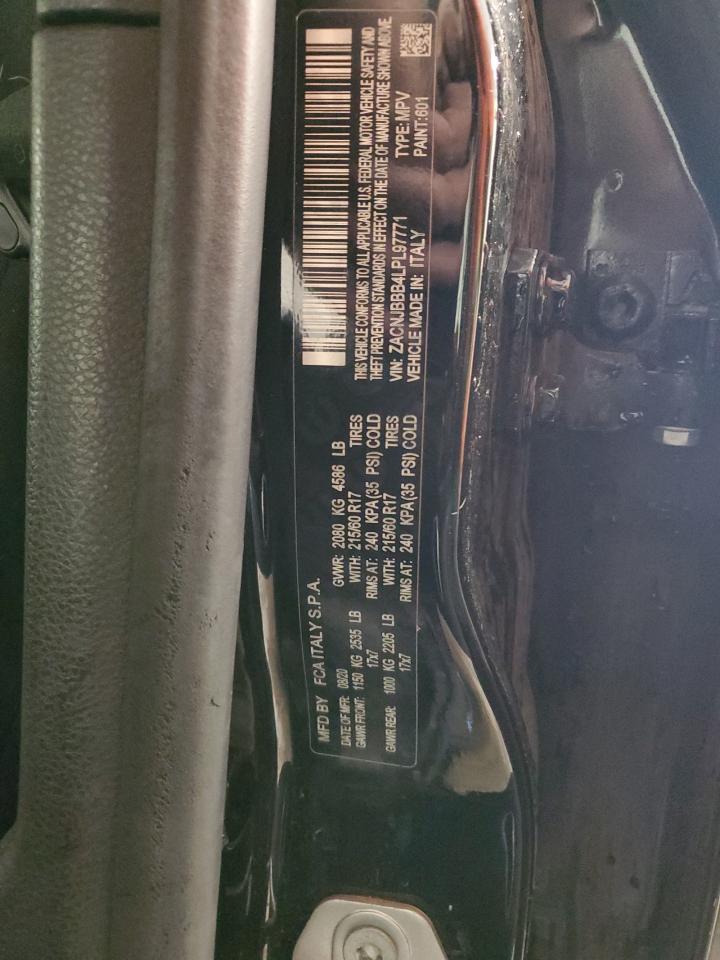 MFD BY FCA ITALY S.P.A.
DATE OF MFR: 08/20 GVWR: 2080 KG 4586 LB
GAWR FRONT: 1150 KG 2535 LB WITH: 215/60 R17 TIRES
17x7 RIMS AT: 240 KPA(35 PSI) COLD
GAWR REAR: 1000 KG 2205 LB WITH: 215/60 R17 TIRES
17x7 RIMS AT: 240 KPA(35 PSI) COLD
THIS VEHICLE CONFORMS TO ALL APPLICABLE U.S. FEDERAL MOTOR VEHICLE SAFETY AND
THEFT PREVENTION STANDARDS IN EFFECT ON THE DATE OF MANUFACTURE SHOWN ABOVE.
VIN: ZACNJBBB4LPL97771 TYPE: MPV
VEHICLE MADE IN: ITALY PAINT: 601